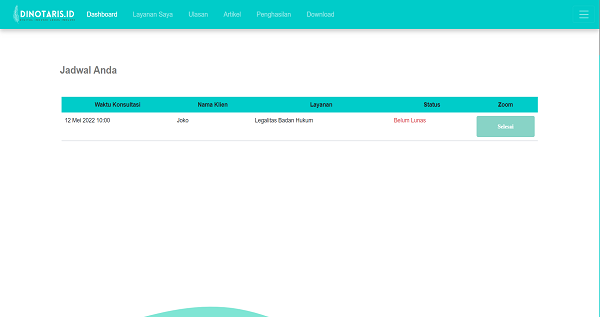 DINOTARIS.ID
Dashboard Layanan Saya Ulasan Artikel Penghasilan Download
Jadwal Anda
Waktu Konsultasi Nama Klien Layanan Status Zoom
12 Mei 2022 10:00 Joko Legalitas Badan Hukum Belum Lunas Selesai